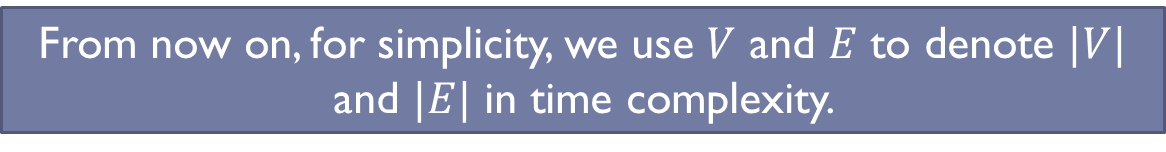 From now on, for simplicity, we use V and E to denote |V|
and |E| in time complexity.